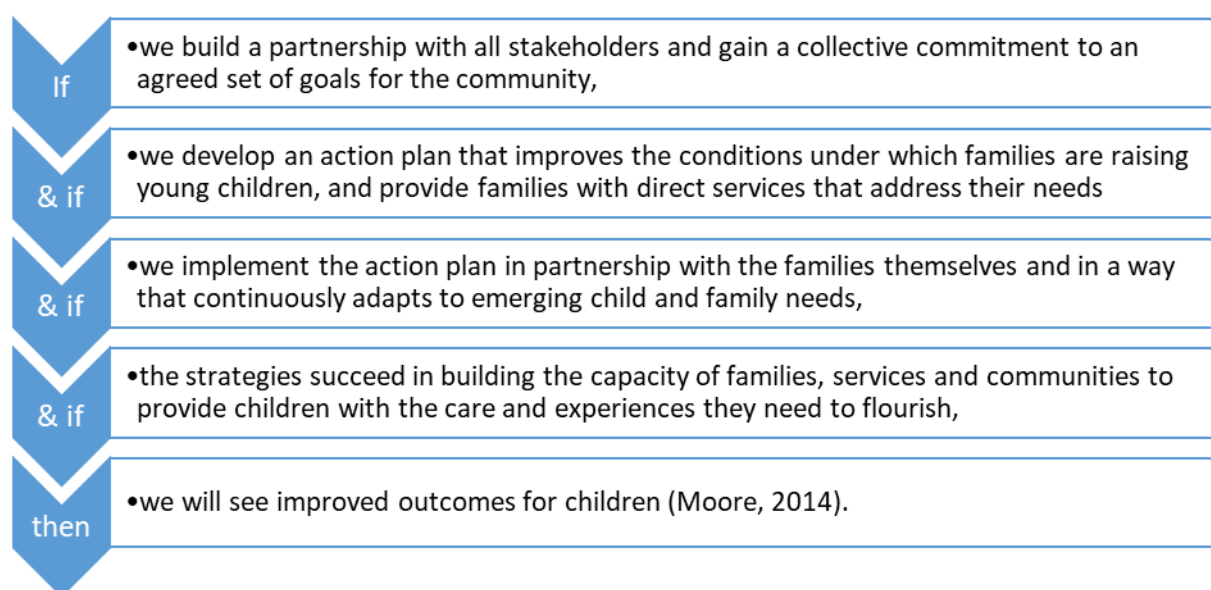 If
•we build a partnership with all stakeholders and gain a collective commitment to an
agreed set of goals for the community,
& if
•we develop an action plan that improves the conditions under which families are raising
young children, and provide families with direct services that address their needs
& if
•we implement the action plan in partnership with the families themselves and in a way
that continuously adapts to emerging child and family needs,
& if
•the strategies succeed in building the capacity of families, services and communities to
provide children with the care and experiences they need to flourish,
then
•we will see improved outcomes for children (Moore, 2014).